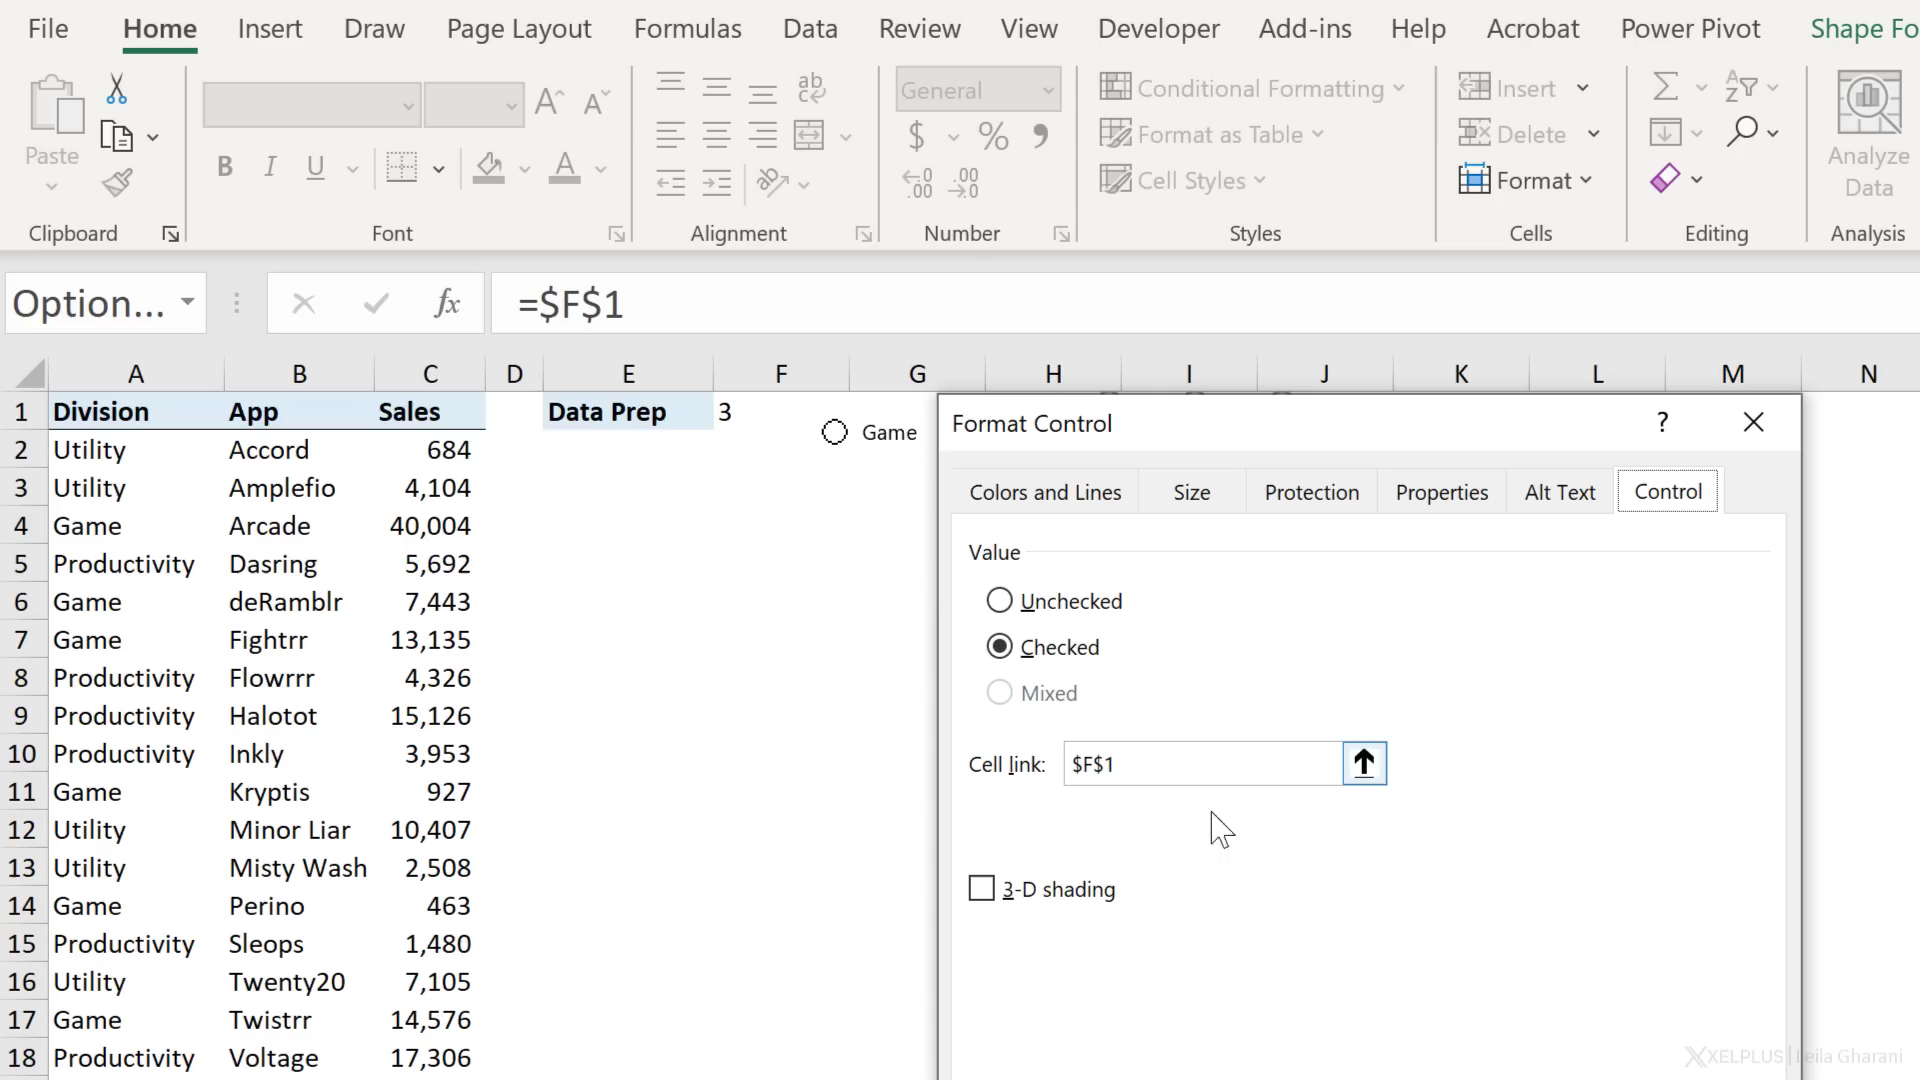 File Home Insert Draw Page Layout Formulas Data Review View Developer Add-ins Help Acrobat Power Pivot Shape Fo
General Conditional Formatting Insert
Format as Table Delete
Paste Cell Styles Format Analyze Data
B I U
Clipboard Font Alignment Number Styles Cells Editing Analysis
Option... fx =$F$1
A B C D E F G H I J K L M N
1 Division App Sales Data Prep 3
Game
2 Utility Accord 684
3 Utility Amplefio 4,104
4 Game Arcade 40,004
5 Productivity Dasring 5,692
6 Game deRamblr 7,443
7 Game Fightrr 13,135
8 Productivity Flowrrr 4,326
9 Productivity Halotot 15,126
10 Productivity Inkly 3,953
11 Game Kryptis 927
12 Utility Minor Liar 10,407
13 Utility Misty Wash 2,508
14 Game Perino 463
15 Productivity Sleops 1,480
16 Utility Twenty20 7,105
17 Game Twistrr 14,576
18 Productivity Voltage 17,306
Format Control ?
Colors and Lines Size Protection Properties Alt Text Control
Value
Unchecked
Checked
Mixed
Cell link: $F$1
3-D shading
XELPLUS | Leila Gharani